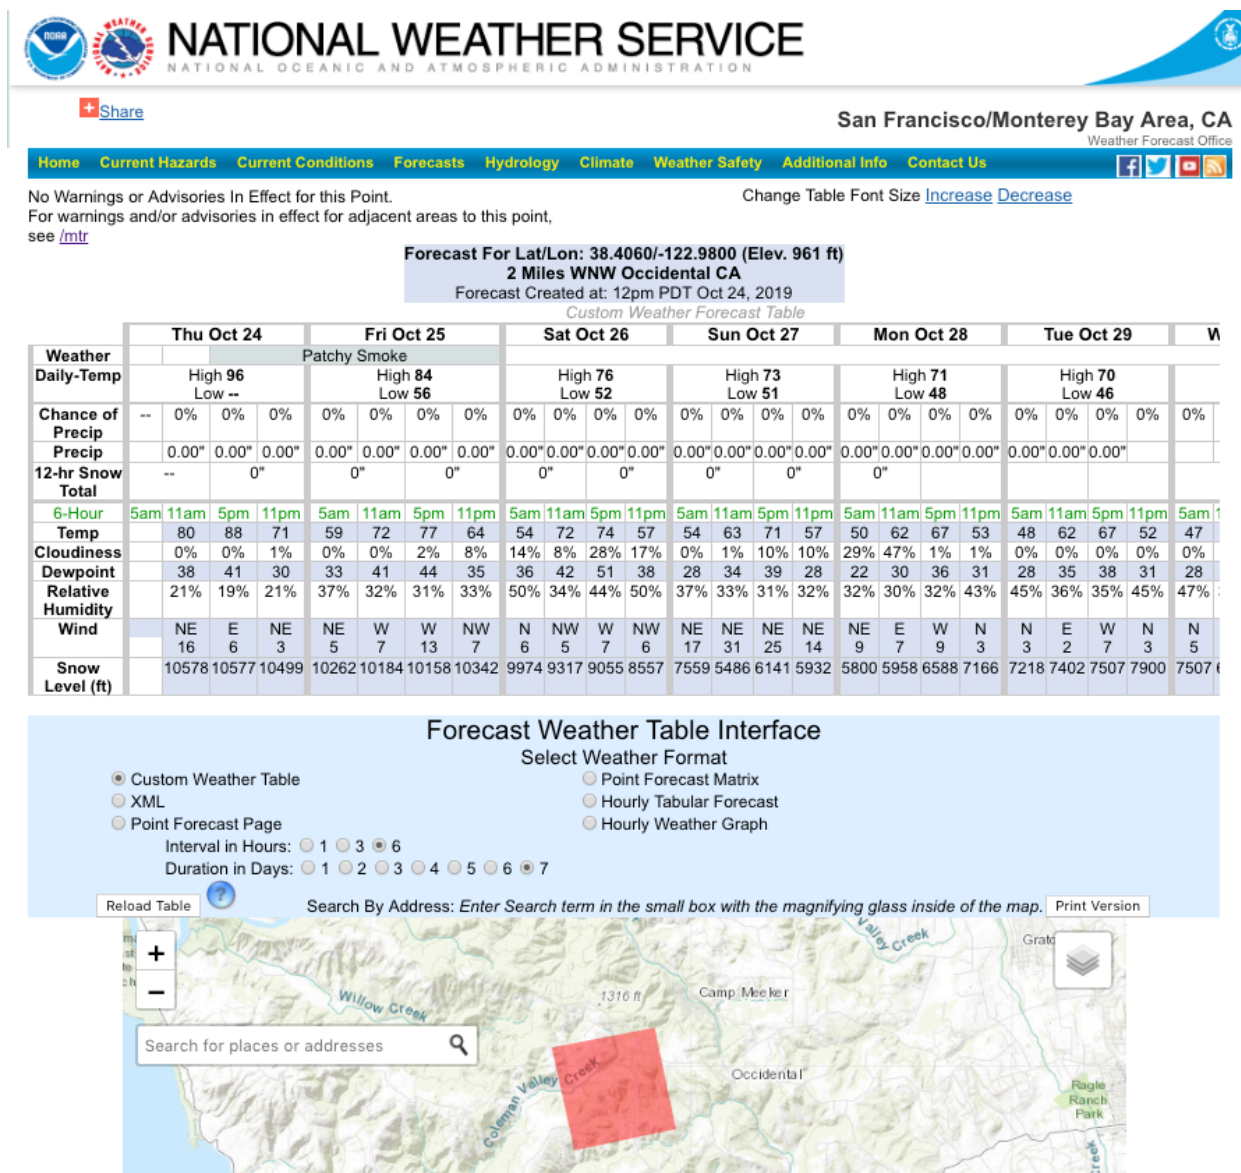 NOAA
NATIONAL WEATHER SERVICE
NATIONAL OCEANIC AND ATMOSPHERIC ADMINISTRATION
Share
San Francisco/Monterey Bay Area, CA
Weather Forecast Office
Home Current Hazards Current Conditions Forecasts Hydrology Climate Weather Safety Additional Info Contact Us
No Warnings or Advisories In Effect for this Point.
Change Table Font Size Increase Decrease
For warnings and/or advisories in effect for adjacent areas to this point,
see /mtr
Forecast For Lat/Lon: 38.4060/-122.9800 (Elev. 961 ft)
2 Miles WNW Occidental CA
Forecast Created at: 12pm PDT Oct 24, 2019
Custom Weather Forecast Table
Thu Oct 24 Fri Oct 25 Sat Oct 26 Sun Oct 27 Mon Oct 28 Tue Oct 29
Weather Patchy Smoke
Daily-Temp High 96 High 84 High 76 High 73 High 71 High 70
Low -- Low 56 Low 52 Low 51 Low 48 Low 46
Chance of -- 0% 0% 0% 0% 0% 0% 0% 0% 0% 0% 0% 0% 0% 0% 0% 0% 0% 0% 0% 0% 0% 0% 0% 0%
Precip
Precip 0.00" 0.00" 0.00" 0.00" 0.00" 0.00" 0.00" 0.00" 0.00" 0.00" 0.00" 0.00" 0.00" 0.00" 0.00" 0.00" 0.00" 0.00" 0.00" 0.00" 0.00" 0.00"
12-hr Snow -- 0" 0" 0" 0" 0" 0" 0" 0"
Total
6-Hour 5am 11am 5pm 11pm 5am 11am 5pm 11pm 5am 11am 5pm 11pm 5am 11am 5pm 11pm 5am 11am 5pm 11pm 5am 11am 5pm 11pm 5am
Temp 80 88 71 59 72 77 64 54 72 74 57 54 63 71 57 50 62 67 53 48 62 67 52 47
Cloudiness 0% 0% 1% 0% 0% 2% 8% 14% 8% 28% 17% 0% 1% 10% 10% 29% 47% 1% 1% 0% 0% 0% 0% 0%
Dewpoint 38 41 30 33 41 44 35 36 42 51 38 28 34 39 28 22 30 36 31 28 35 38 31 28
Relative 21% 19% 21% 37% 32% 31% 33% 50% 34% 44% 50% 37% 33% 31% 32% 32% 30% 32% 43% 45% 36% 35% 45% 47%
Humidity
Wind NE E NE NE W W NW N NW W NW NE NE NE NE NE E W N N E W N N
16 6 3 5 7 13 7 6 5 7 6 17 31 25 14 9 7 9 3 3 2 7 3 5
Snow 10578 10577 10499 10262 10184 10158 10342 9974 9317 9055 8557 7559 5486 6141 5932 5800 5958 6588 7166 7218 7402 7507 7900 7507
Level (ft)
Forecast Weather Table Interface
Select Weather Format
Custom Weather Table Point Forecast Matrix
XML Hourly Tabular Forecast
Point Forecast Page Hourly Weather Graph
Interval in Hours: 1 3 6
Duration in Days: 1 2 3 4 5 6 7
Reload Table ? Search By Address: Enter Search term in the small box with the magnifying glass inside of the map. Print Version
+
−
Valley Creek
Willow Creek
1316 ft
Camp Meeker
Search for places or addresses
Coleman Valley Creek
Occidental
Ragle
Ranch
Park